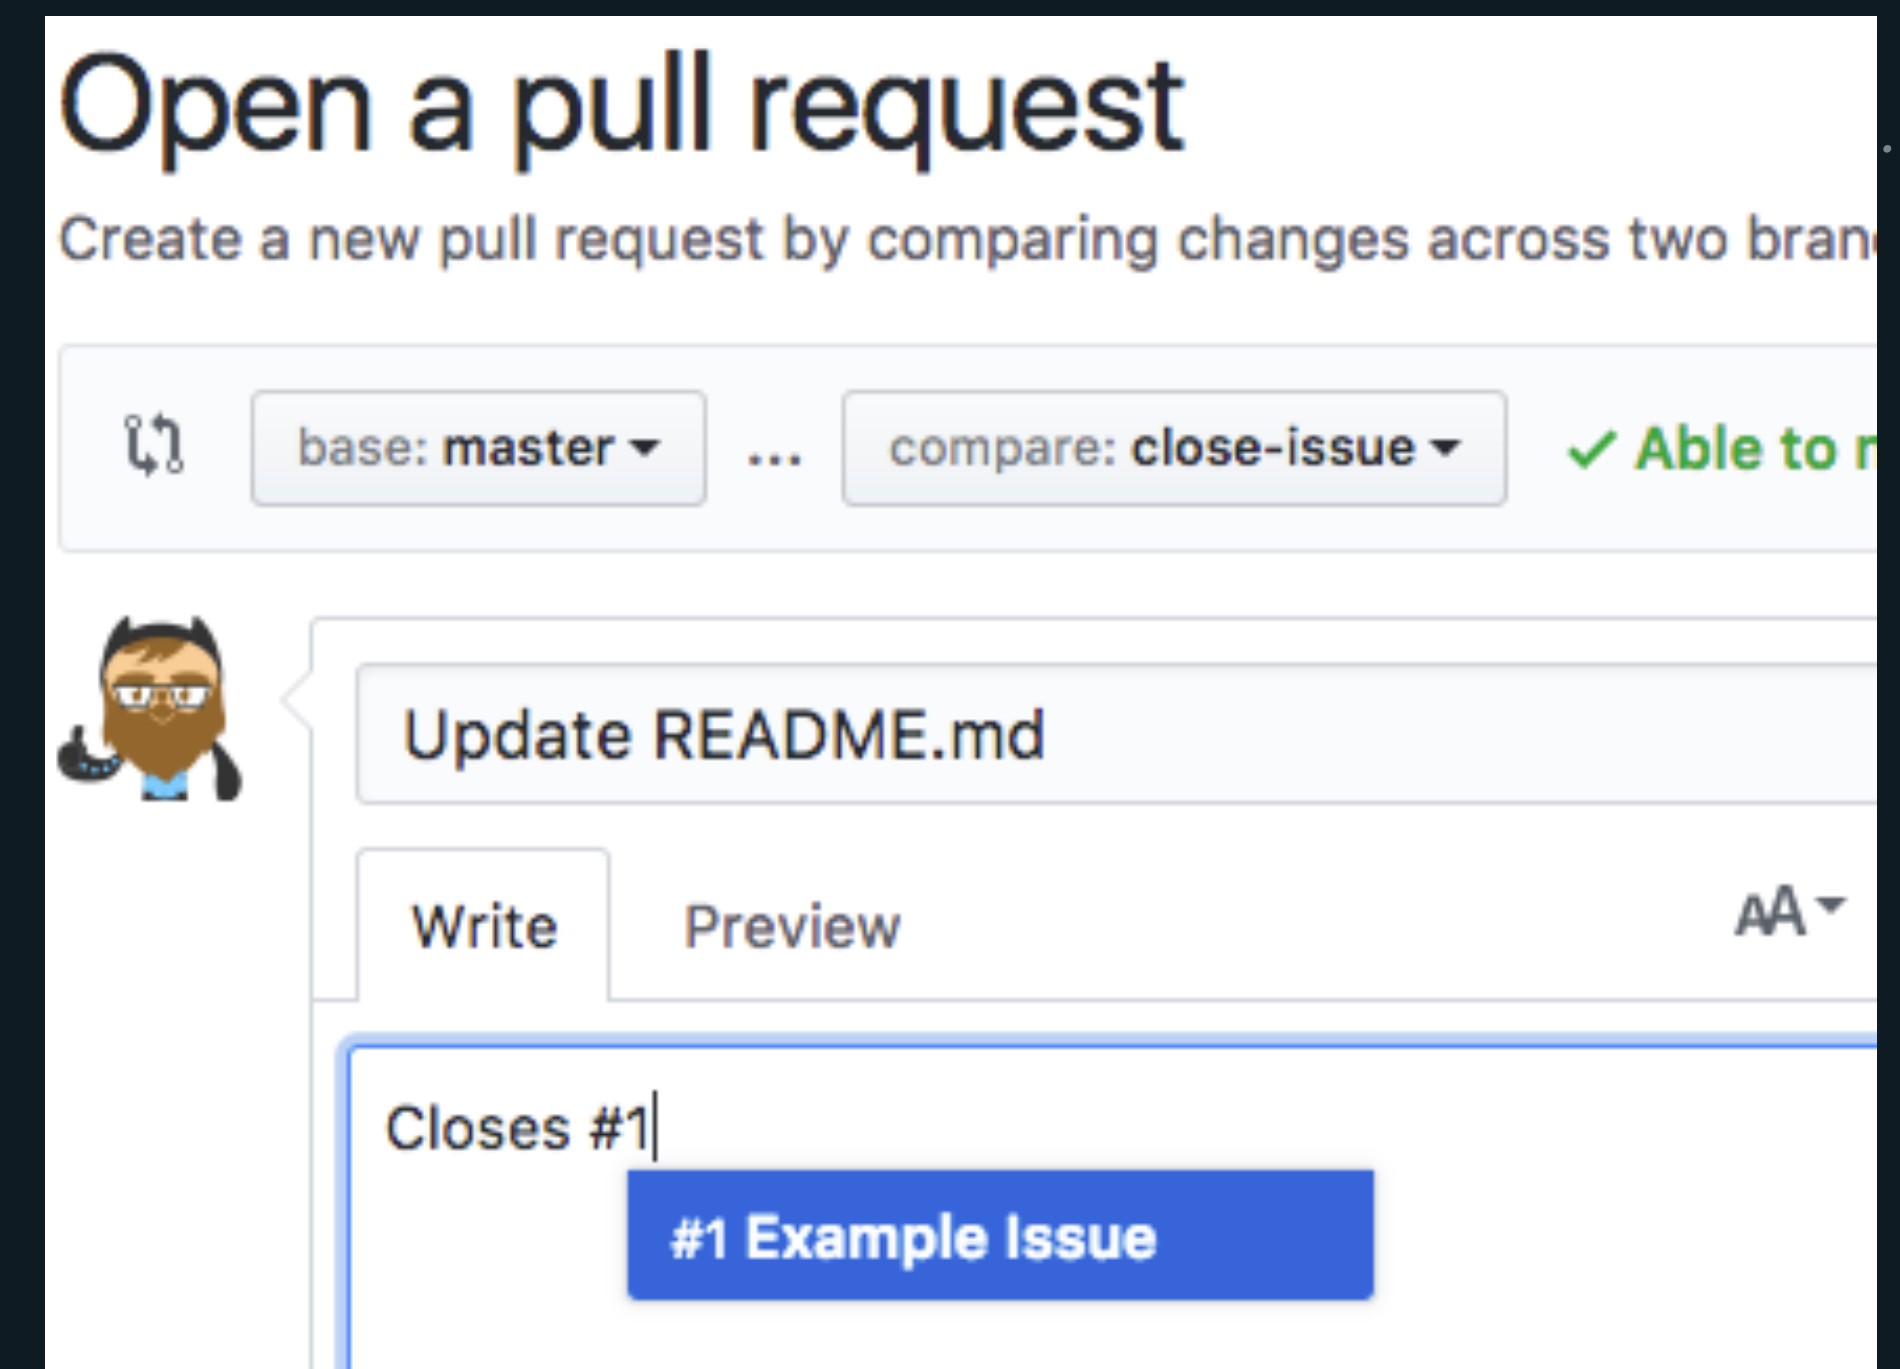 Open a pull request
Create a new pull request by comparing changes across two
base: master ... compare: close-issue Able to
Update README.md
Write Preview AA
Closes #1
#1 Example Issue